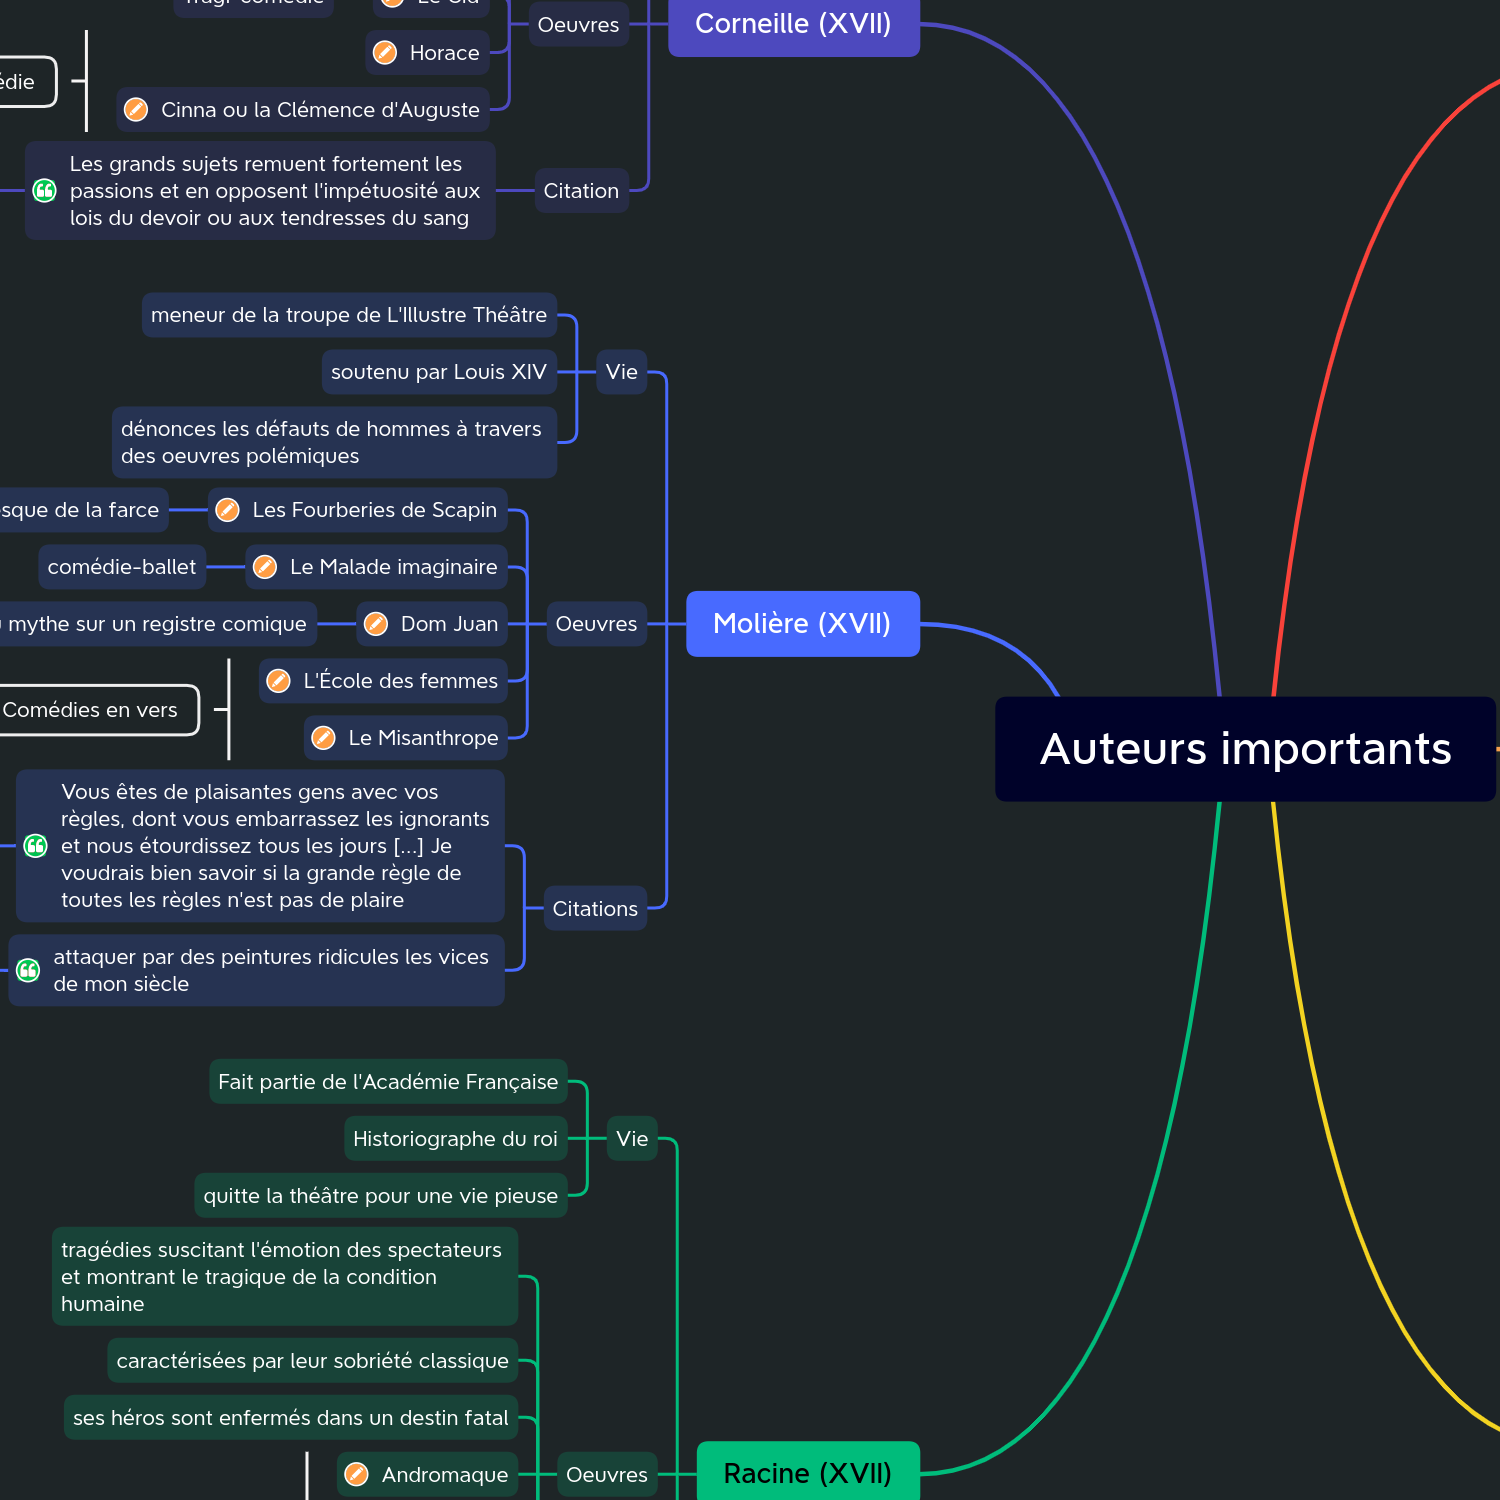 Corneille (XVII)
Oeuvres
Horace
Cinna ou la Clémence d'Auguste
Citation
Les grands sujets remuent fortement les
passions et en opposent l'impétuosité aux
lois du devoir ou aux tendresses du sang
Auteurs importants
Molière (XVII)
Vie
meneur de la troupe de L'Illustre Théâtre
soutenu par Louis XIV
dénonces les défauts de hommes à travers
des oeuvres polémiques
Oeuvres
Les Fourberies de Scapin
de la farce
Le Malade imaginaire
comédie-ballet
Dom Juan
mythe sur un registre comique
L'École des femmes
Comédies en vers
Le Misanthrope
Citations
Vous êtes de plaisantes gens avec vos
règles, dont vous embarrassez les ignorants
et nous étourdissez tous les jours [...] Je
voudrais bien savoir si la grande règle de
toutes les règles n'est pas de plaire
attaquer par des peintures ridicules les vices
de mon siècle
Racine (XVII)
Vie
Fait partie de l'Académie Française
Historiographe du roi
quitte la théâtre pour une vie pieuse
Oeuvres
tragédies suscitant l'émotion des spectateurs
et montrant le tragique de la condition
humaine
caractérisées par leur sobriété classique
ses héros sont enfermés dans un destin fatal
Andromaque